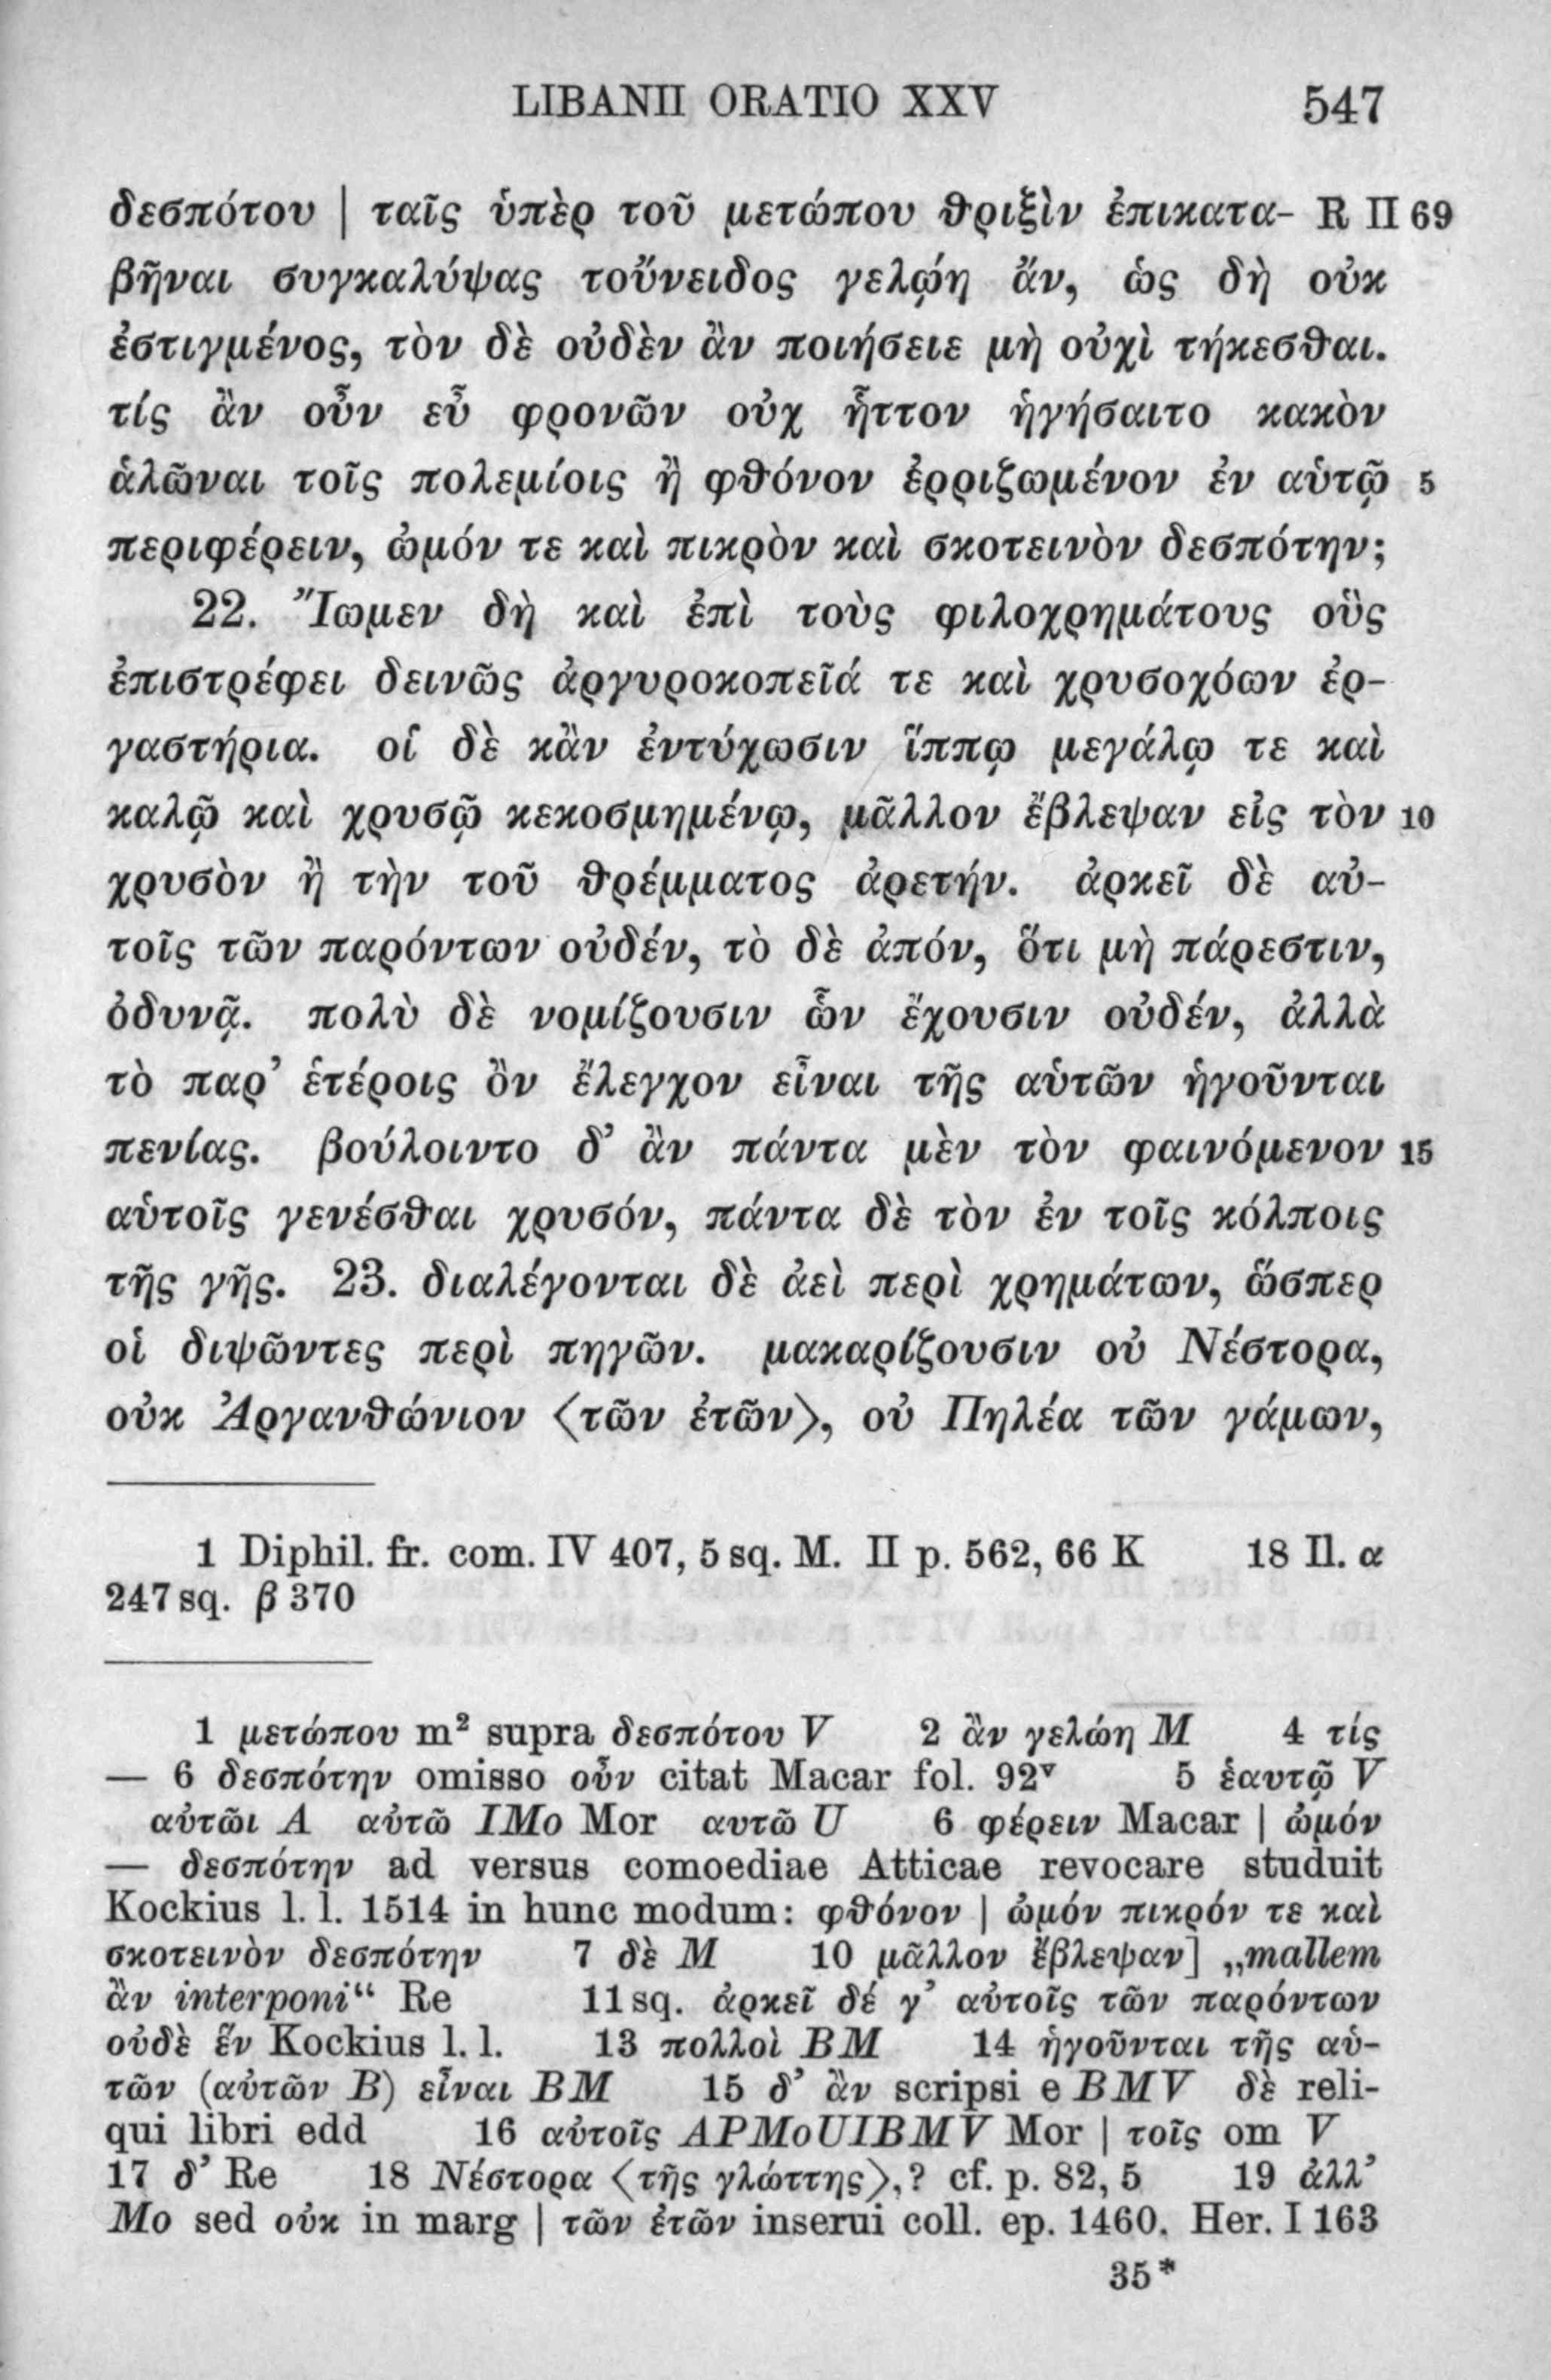 LIBANII ORATIO XXV 547
δεσπότου | ταῖς ὑπὲρ τοῦ μετώπου θριξὶν ἐπικατα- R II 69
βῆναι συγκαλύψας τοὔνειδος γελῴη ἄν, ὡς δὴ οὐκ
ἐστιγμένος, τὸν δὲ οὐδὲν ἂν ποιήσειε μὴ οὐχὶ τήκεσθαι.
τίς ἂν οὖν εὖ φρονῶν οὐχ ἧττον ἡγήσαιτο κακὸν
ἁλῶναι τοῖς πολεμίοις ἢ φθόνον ἐρριζωμένον ἐν αὑτῷ 5
περιφέρειν, ὠμόν τε καὶ πικρὸν καὶ σκοτεινὸν δεσπότην;
22. Ἴωμεν δὴ καὶ ἐπὶ τοὺς φιλοχρημάτους οὓς
ἐπιστρέφει δεινῶς ἀργυροκοπεῖά τε καὶ χρυσοχόων ἐρ-
γαστήρια. οἳ δὲ κἂν ἐντύχωσιν ἵππῳ μεγάλῳ τε καὶ
καλῷ καὶ χρυσῷ κεκοσμημένῳ, μᾶλλον ἔβλεψαν εἰς τὸν 10
χρυσὸν ἢ τὴν τοῦ θρέμματος ἀρετήν. ἀρκεῖ δὲ αὐ-
τοῖς τῶν παρόντων οὐδέν, τὸ δὲ ἀπόν, ὅτι μὴ πάρεστιν,
ὀδυνᾷ. πολὺ δὲ νομίζουσιν ὧν ἔχουσιν οὐδέν, ἀλλὰ
τὸ παρ’ ἑτέροις ὂν ἔλεγχον εἶναι τῆς αὑτῶν ἡγοῦνται
πενίας. βούλοιντο δ’ ἂν πάντα μὲν τὸν φαινόμενον 15
αὑτοῖς γενέσθαι χρυσόν, πάντα δὲ τὸν ἐν τοῖς κόλποις
τῆς γῆς. 23. διαλέγονται δὲ ἀεὶ περὶ χρημάτων, ὥσπερ
οἱ διψῶντες περὶ πηγῶν. μακαρίζουσιν οὐ Νέστορα,
οὐκ Ἀργανθώνιον ⟨τῶν ἐτῶν⟩, οὐ Πηλέα τῶν γάμων,
1 Diphil. fr. com. IV 407, 5 sq. M. II p. 562, 66 K 18 Il. α
247 sq. β 370
1 μετώπου m² supra δεσπότου V 2 ἂν γελώη M 4 τίς
— 6 δεσπότην omisso οὖν citat Macar fol. 92ᵛ 5 ἑαυτῷ V
αὐτῶι A αὐτῶ IMo Mor αυτῶ U 6 φέρειν Macar | ὠμόν
— δεσπότην ad versus comoediae Atticae revocare studuit
Kockius l. l. 1514 in hunc modum: φθόνον | ὠμόν πικρόν τε καὶ
σκοτεινὸν δεσπότην 7 δὲ M 10 μᾶλλον ἔβλεψαν] „mallem
ἂν interponi“ Re 11 sq. ἀρκεῖ δέ γ’ αὐτοῖς τῶν παρόντων
οὐδὲ ἕν Kockius l. l. 13 πολλοὶ BM 14 ἡγοῦνται τῆς αὑ-
τῶν (αὐτῶν B) εἶναι BM 15 δ’ ἂν scripsi e BMV δὲ reli-
qui libri edd 16 αὐτοῖς APMoUIBMV Mor | τοῖς om V
17 δ’ Re 18 Νέστορα ⟨τῆς γλώττης⟩,? cf. p. 82, 5 19 ἀλλ’
Mo sed οὐκ in marg | τῶν ἐτῶν inserui coll. ep. 1460. Her. I 163
35*